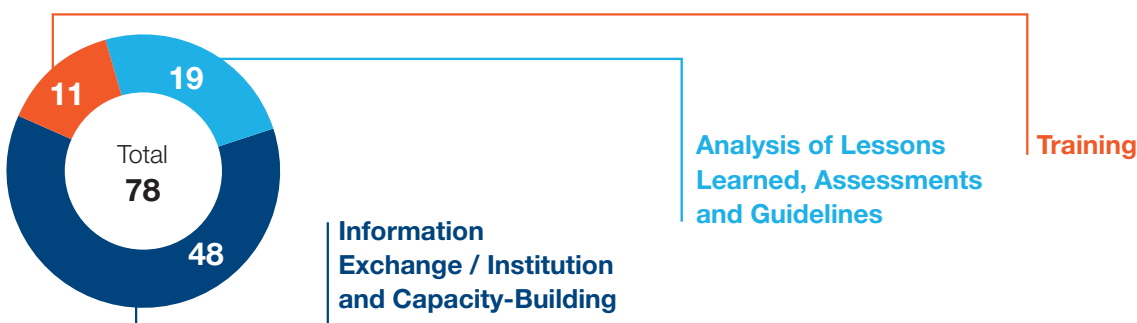 19
11
Total
78
48
Training
Analysis of Lessons
Learned, Assessments
and Guidelines
Information
Exchange / Institution
and Capacity-Building